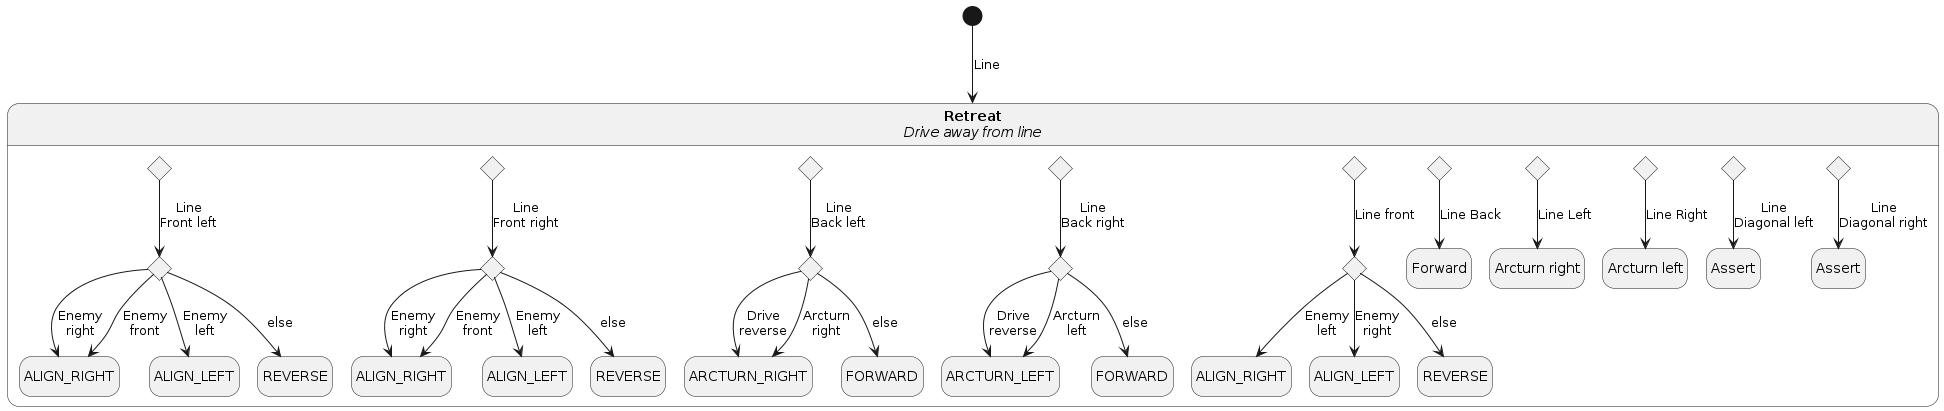 Line
Retreat
Drive away from line
Line
Front left
Line
Front right
Line
Back left
Line
Back right
Line front
Line Back
Line Left
Line Right
Line
Diagonal left
Line
Diagonal right
Forward
Arcturn right
Arcturn left
Assert
Assert
Enemy
right
Enemy
front
Enemy
left
else
Enemy
right
Enemy
front
Enemy
left
else
Drive
reverse
Arcturn
right
else
Drive
reverse
Arcturn
left
else
Enemy
left
Enemy
right
else
ALIGN_RIGHT
ALIGN_LEFT
REVERSE
ALIGN_RIGHT
ALIGN_LEFT
REVERSE
ARCTURN_RIGHT
FORWARD
ARCTURN_LEFT
FORWARD
ALIGN_RIGHT
ALIGN_LEFT
REVERSE